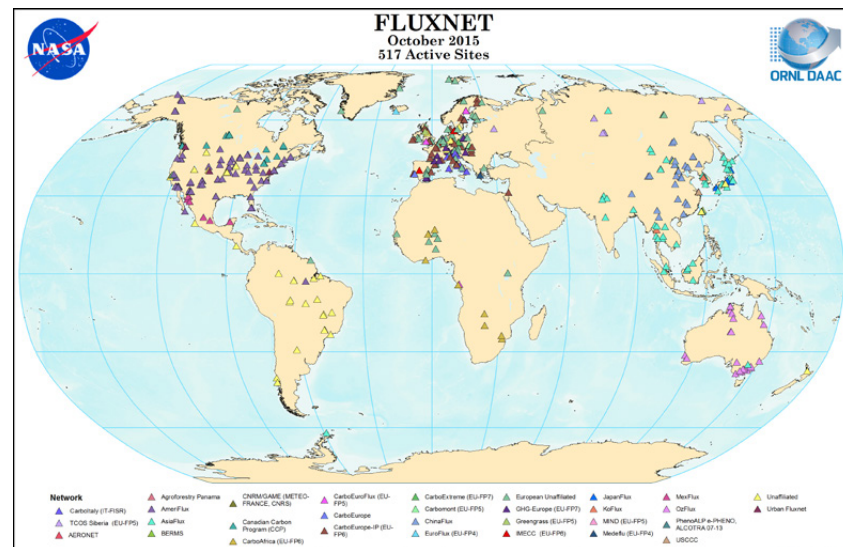 FLUXNET
October 2015
517 Active Sites
NASA
ORNL DAAC
Network
CarboItaly (IT-FISR)
TCOS Siberia (EU-FP5)
AERONET
Agroforestry Panama
AmeriFlux
AsiaFlux
BERMS
CNRM/GAME (METEO-
FRANCE, CNRS)
Canadian Carbon
Program (CCP)
CarboAfrica (EU-FP6)
CarboEuroFlux (EU-
FP5)
CarboEurope
CarboEurope-IP (EU-
FP6)
CarboExtreme (EU-FP7)
Carbomont (EU-FP5)
ChinaFlux
EuroFlux (EU-FP4)
European Unaffiliated
GHG-Europe (EU-FP7)
Greengrass (EU-FP5)
IMECC (EU-FP6)
JapanFlux
KoFlux
MIND (EU-FP5)
Medeflu (EU-FP4)
MexFlux
OzFlux
PhenoALP e-PHENO,
ALCOTRA 07-13
USCCC
Unaffiliated
Urban Fluxnet